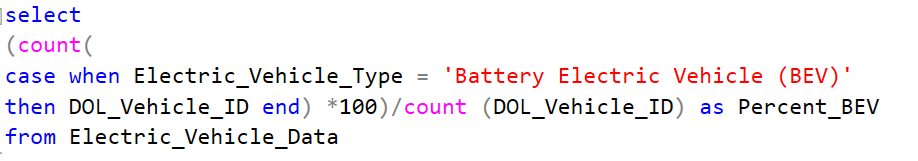 select
(count(
case when Electric_Vehicle_Type = 'Battery Electric Vehicle (BEV)'
then DOL_Vehicle_ID end) *100)/count (DOL_Vehicle_ID) as Percent_BEV
from Electric_Vehicle_Data